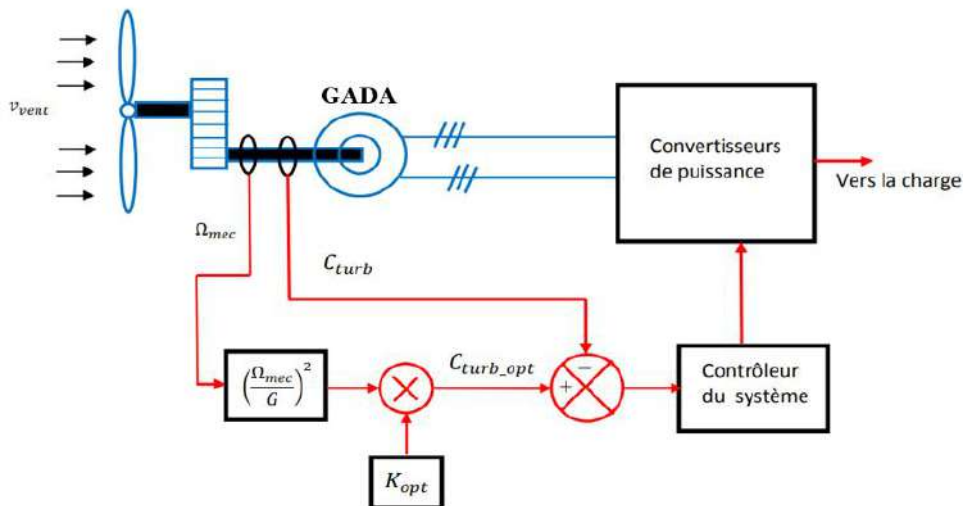 GADA
v_vent
Convertisseurs
de puissance
Vers la charge
Ω_mec
C_turb
(Ω_mec/G)²
C_turb_opt
−
+
Contrôleur
du système
K_opt